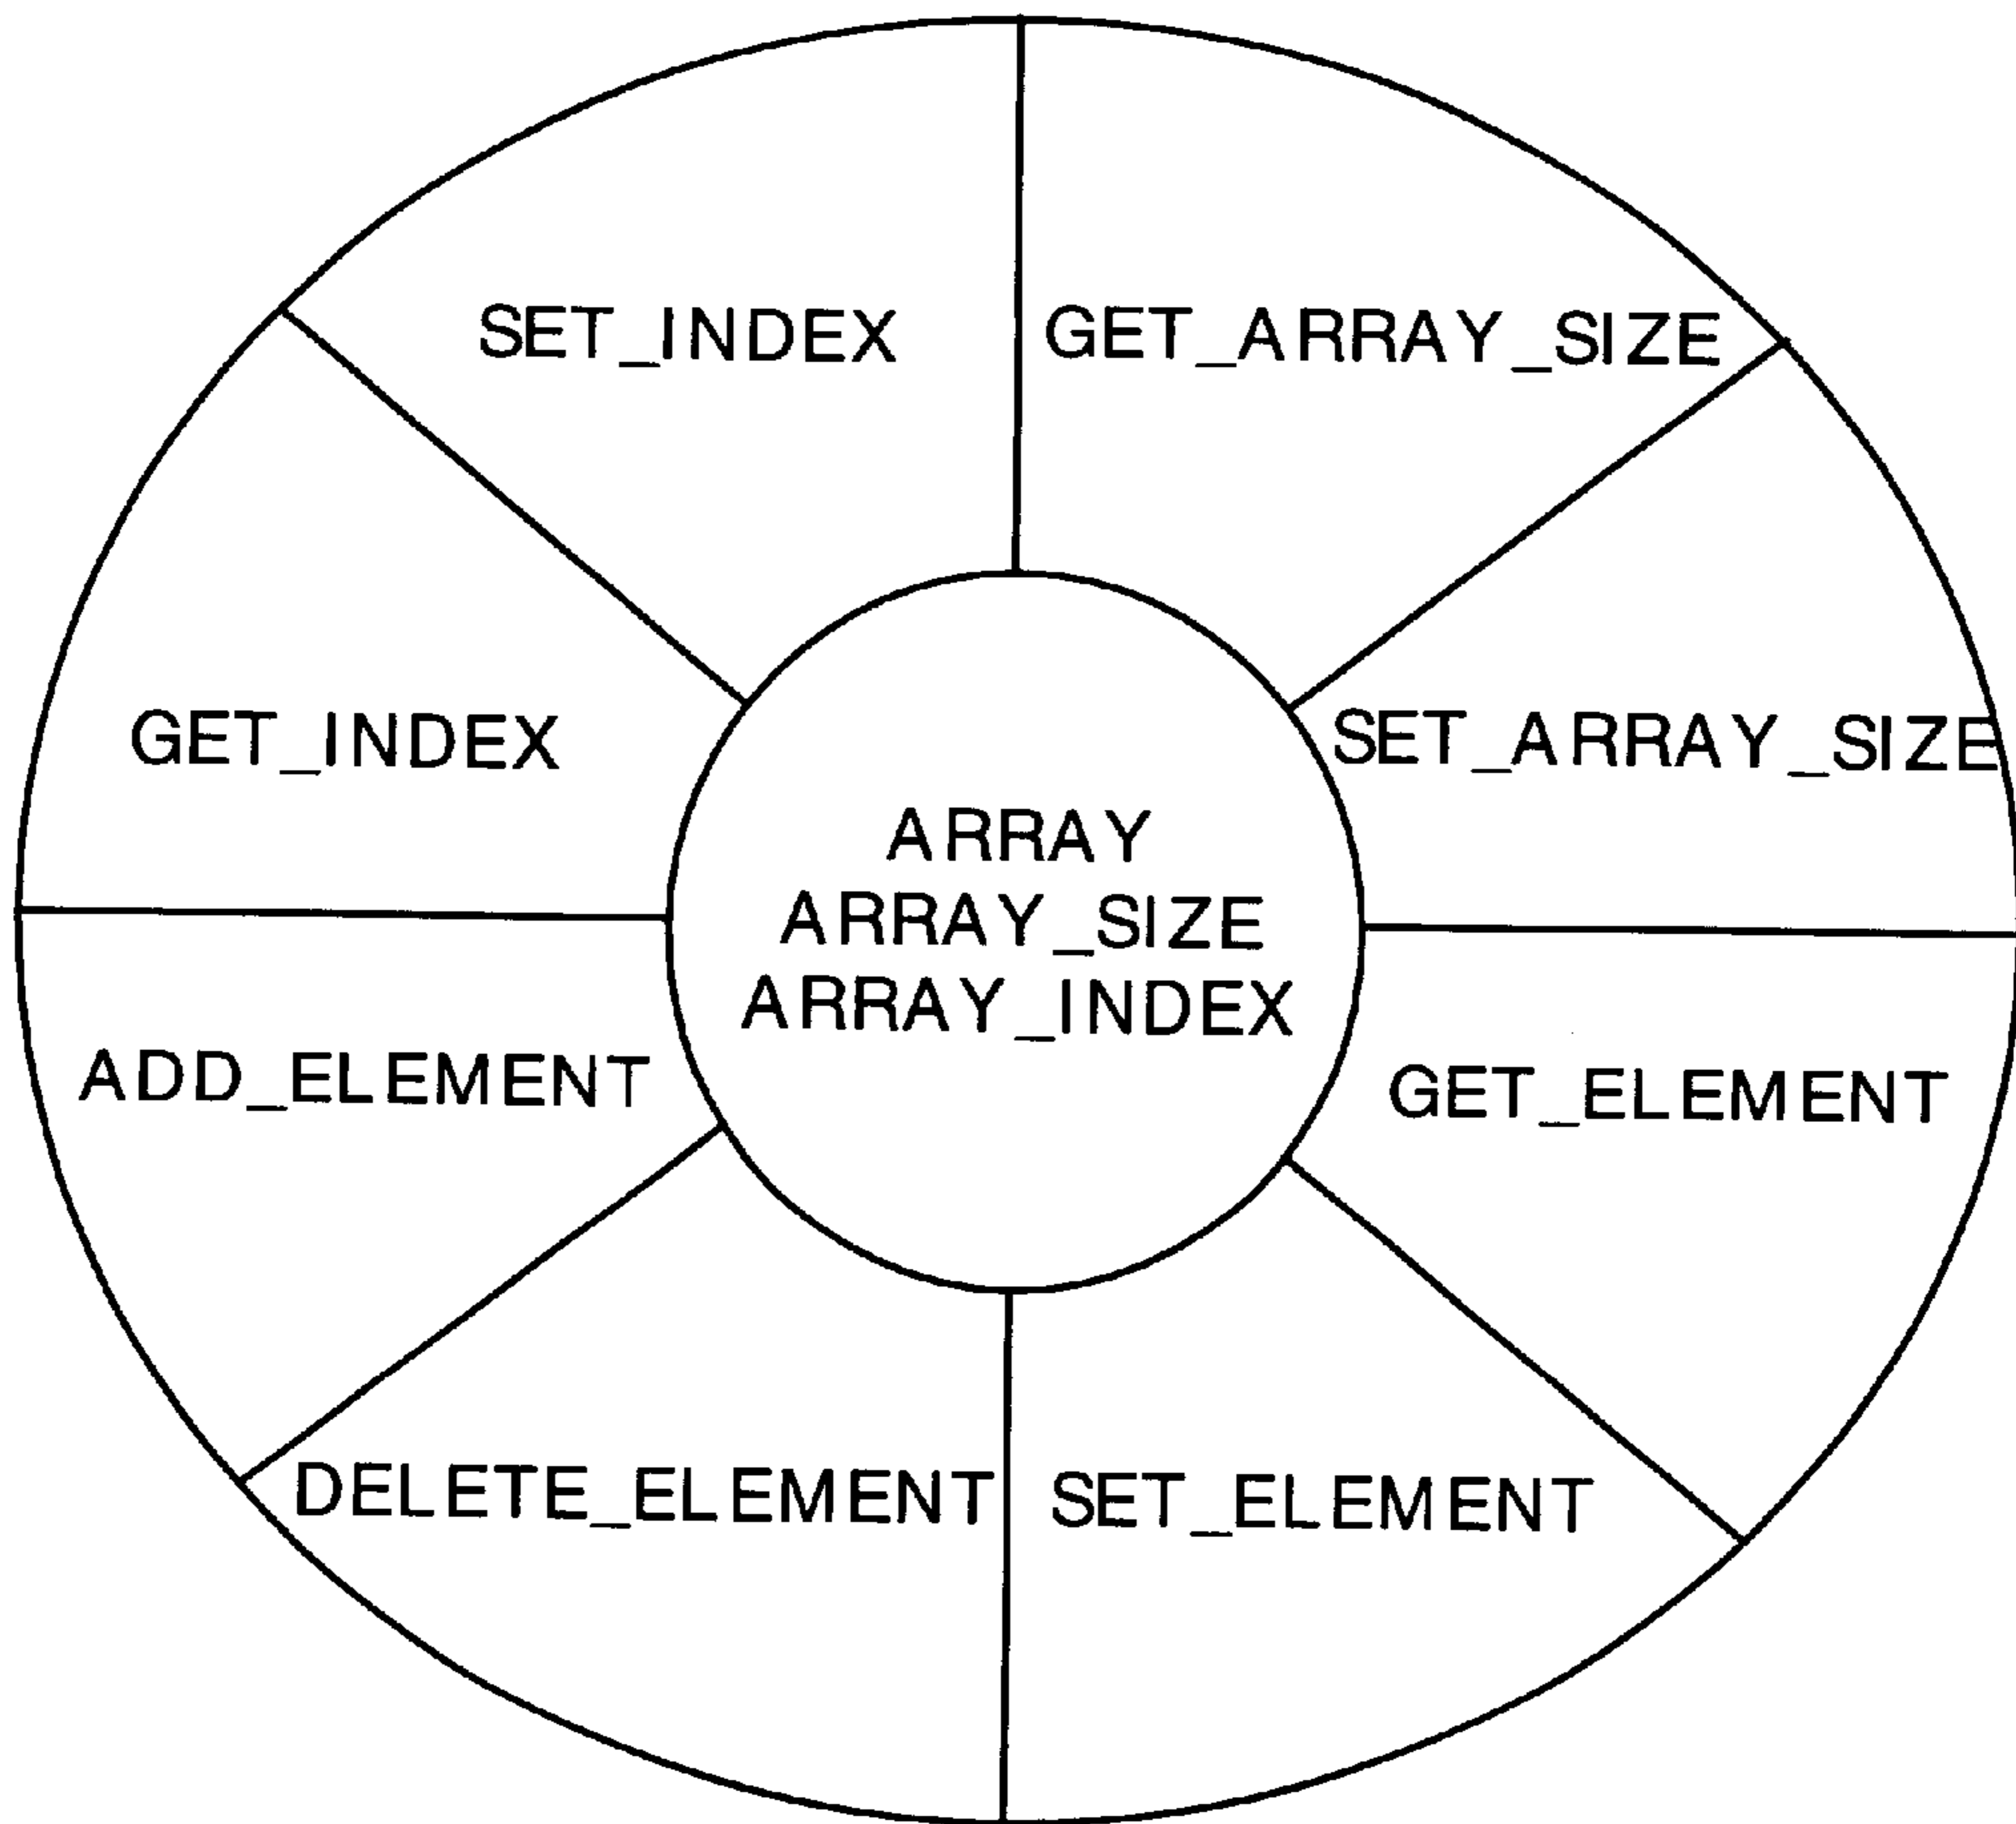 SET_INDEX
GET_ARRAY_SIZE
GET_INDEX
SET_ARRAY_SIZE
ARRAY
ARRAY_SIZE
ARRAY_INDEX
ADD_ELEMENT
GET_ELEMENT
DELETE_ELEMENT
SET_ELEMENT